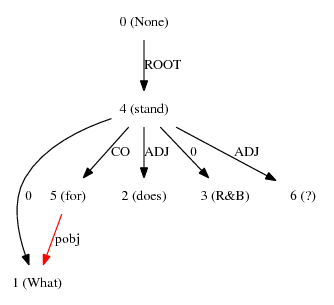 0 (None)
ROOT
4 (stand)
CO ADJ 0 ADJ
0 5 (for) 2 (does) 3 (R&B) 6 (?)
pobj
1 (What)